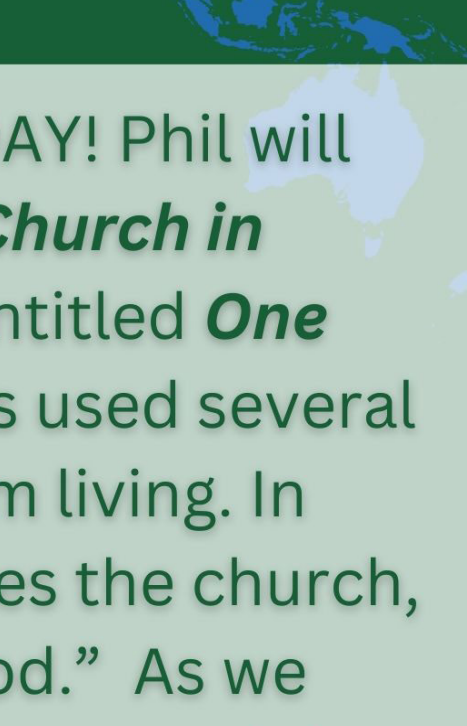 AY! Phil will
Church in
ntitled One
s used several
m living. In
es the church,
od.” As we